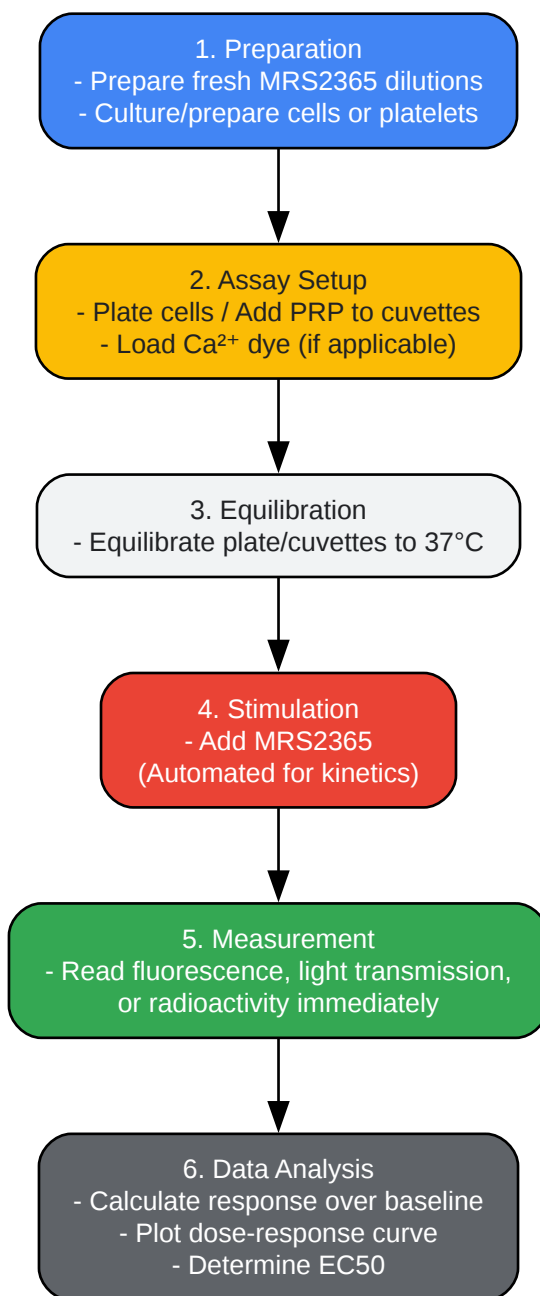 1. Preparation
- Prepare fresh MRS2365 dilutions
- Culture/prepare cells or platelets
2. Assay Setup
- Plate cells / Add PRP to cuvettes
- Load Ca²⁺ dye (if applicable)
3. Equilibration
- Equilibrate plate/cuvettes to 37°C
4. Stimulation
- Add MRS2365
(Automated for kinetics)
5. Measurement
- Read fluorescence, light transmission,
or radioactivity immediately
6. Data Analysis
- Calculate response over baseline
- Plot dose-response curve
- Determine EC50